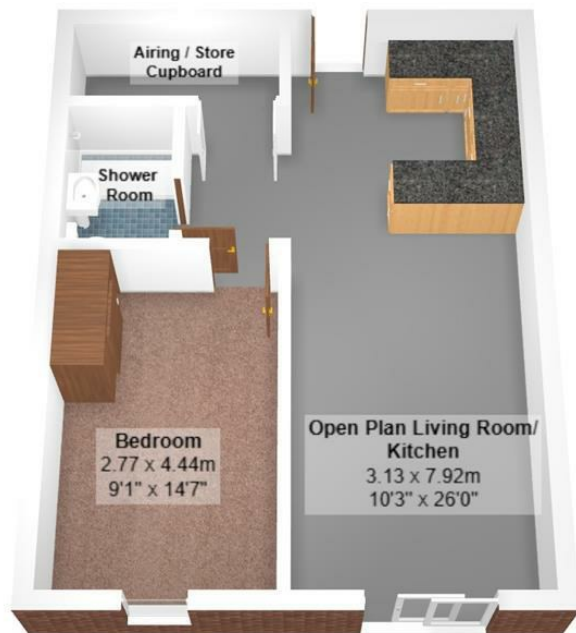 Airing / Store
Cupboard
Shower
Room
Bedroom
2.77 x 4.44m
9'1" x 14'7"
Open Plan Living Room/
Kitchen
3.13 x 7.92m
10'3" x 26'0"